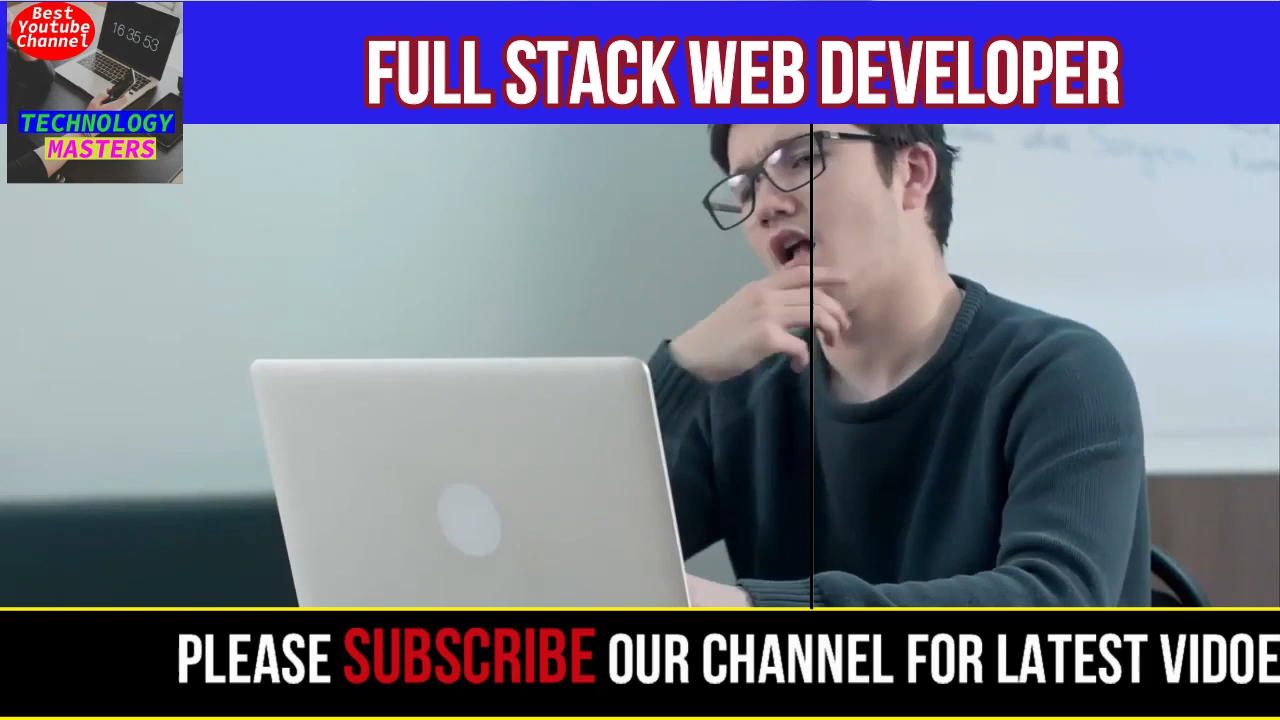 Best
Youtube
Channel
16 35 53
TECHNOLOGY
MASTERS
FULL STACK WEB DEVELOPER
PLEASE SUBSCRIBE OUR CHANNEL FOR LATEST VIDOE